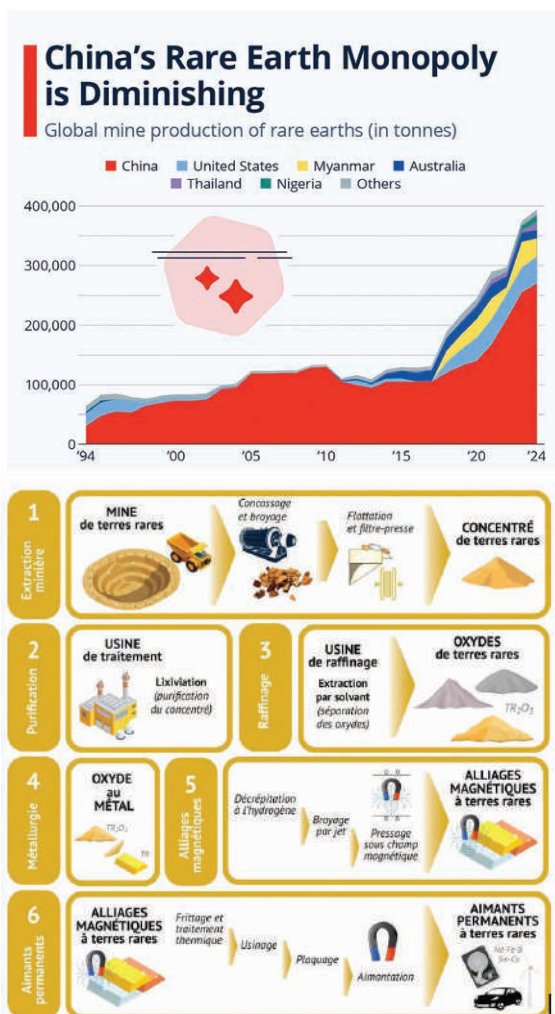 China's Rare Earth Monopoly
is Diminishing
Global mine production of rare earths (in tonnes)
China United States Myanmar Australia
Thailand Nigeria Others
400,000
300,000
200,000
100,000
0
'94 '00 '05 '10 '15 '20 '24
1
Extraction
minière
MINE
de terres rares
Concassage
et broyage
Flottation
et filtre-presse
CONCENTRÉ
de terres rares
2
Purification
USINE
de traitement
Lixiviation
(purification
du concentré)
3
Raffinage
USINE
de raffinage
Extraction
par solvant
(séparation
des oxydes)
OXYDES
de terres rares
TR2O3
4
Métallurgie
OXYDE
au
MÉTAL
TR2O3
TR
5
Alliages
magnétiques
Décrépitation
à l'hydrogène
Broyage
par jet
Pressage
sous champ
magnétique
ALLIAGES
MAGNÉTIQUES
à terres rares
6
Aimants
permanents
ALLIAGES
MAGNÉTIQUES
à terres rares
Frittage et
traitement
thermique
Usinage
Plaquage
Aimantation
AIMANTS
PERMANENTS
à terres rares
Nd-Fe-B
Sm-Co